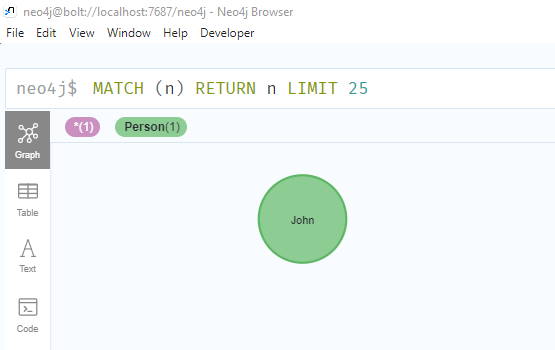 neo4j@bolt://localhost:7687/neo4j - Neo4j Browser
File Edit View Window Help Developer
neo4j$ MATCH (n) RETURN n LIMIT 25
*(1) Person(1)
Graph
John
Table
Text
Code